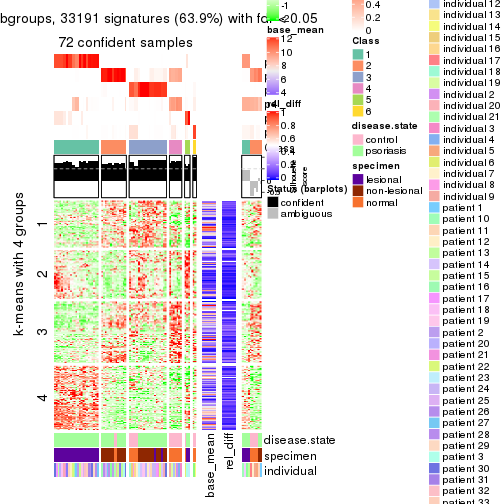 bgroups, 33191 signatures (63.9%) with fdr < 0.05
72 confident samples
k-means with 4 groups
1
2
3
4
base_mean
rel_diff
disease.state
specimen
individual
-1
-2
base_mean
12
10
8
6
4
rel_diff
1
0.8
0.6
0.4
0.2
0
Status (barplots)
confident
ambiguous
0.4
0.2
0
Class
1
2
3
4
5
6
disease.state
control
psoriasis
specimen
lesional
non-lesional
normal
individual 12
individual 13
individual 14
individual 15
individual 16
individual 17
individual 18
individual 19
individual 2
individual 20
individual 21
individual 3
individual 4
individual 5
individual 6
individual 7
individual 8
individual 9
patient 1
patient 10
patient 11
patient 12
patient 13
patient 14
patient 15
patient 16
patient 17
patient 18
patient 19
patient 2
patient 20
patient 21
patient 22
patient 23
patient 24
patient 25
patient 26
patient 27
patient 28
patient 29
patient 3
patient 30
patient 31
patient 32
patient 33